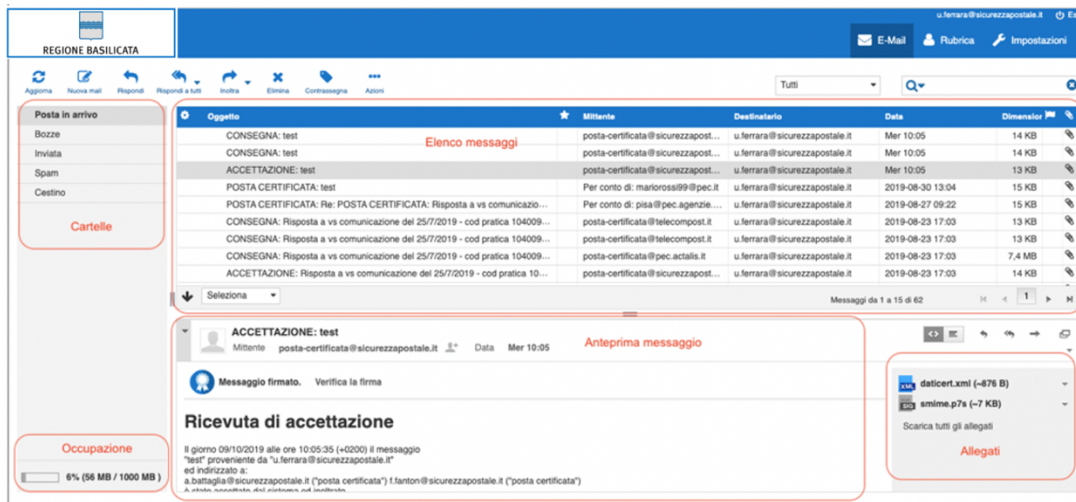 u.ferrara@sicurezzapostale.it
REGIONE BASILICATA
E-Mail Rubrica Impostazioni
Aggiorna Nuova mail Rispondi Rispondi a tutti Inoltra Elimina Contrassegna Azioni
Tutti
Posta in arrivo
Bozze
Inviata
Spam
Cestino
Cartelle
Oggetto Mittente Destinatario Data Dimensior
Elenco messaggi
CONSEGNA: test posta-certificata@sicurezzapost... u.ferrara@sicurezzapostale.it Mer 10:05 14 KB
CONSEGNA: test posta-certificata@sicurezzapost... u.ferrara@sicurezzapostale.it Mer 10:05 14 KB
ACCETTAZIONE: test posta-certificata@sicurezzapost... u.ferrara@sicurezzapostale.it Mer 10:05 13 KB
POSTA CERTIFICATA: test Per conto di: mariorossi99@pec.it u.ferrara@sicurezzapostale.it 2019-08-30 13:04 15 KB
POSTA CERTIFICATA: Re: POSTA CERTIFICATA: Risposta a vs comunicazio... Per conto di: pisa@pec.agenzie.... u.ferrara@sicurezzapostale.it 2019-08-27 09:22 15 KB
CONSEGNA: Risposta a vs comunicazione del 25/7/2019 - cod pratica 104009... posta-certificata@telecompost.it u.ferrara@sicurezzapostale.it 2019-08-23 17:03 13 KB
CONSEGNA: Risposta a vs comunicazione del 25/7/2019 - cod pratica 104009... posta-certificata@telecompost.it u.ferrara@sicurezzapostale.it 2019-08-23 17:03 13 KB
CONSEGNA: Risposta a vs comunicazione del 25/7/2019 - cod pratica 104009... posta-certificata@pec.actalis.it u.ferrara@sicurezzapostale.it 2019-08-23 17:03 7,4 MB
ACCETTAZIONE: Risposta a vs comunicazione del 25/7/2019 - cod pratica 10... posta-certificata@sicurezzapost... u.ferrara@sicurezzapostale.it 2019-08-23 17:03 14 KB
Seleziona
Messaggi da 1 a 15 di 62 1
ACCETTAZIONE: test
Mittente posta-certificata@sicurezzapostale.it Data Mer 10:05
Anteprima messaggio
Messaggio firmato. Verifica la firma
Ricevuta di accettazione
Il giorno 09/10/2019 alle ore 10:05:35 (+0200) il messaggio
"test" proveniente da "u.ferrara@sicurezzapostale.it"
ed indirizzato a:
a.battaglia@sicurezzapostale.it ("posta certificata") f.fanton@sicurezzapostale.it ("posta certificata")
è stato accettato dal sistema ed inoltrato
XML daticert.xml (~876 B)
SIG smime.p7s (~7 KB)
Scarica tutti gli allegati
Allegati
Occupazione
6% (56 MB / 1000 MB )